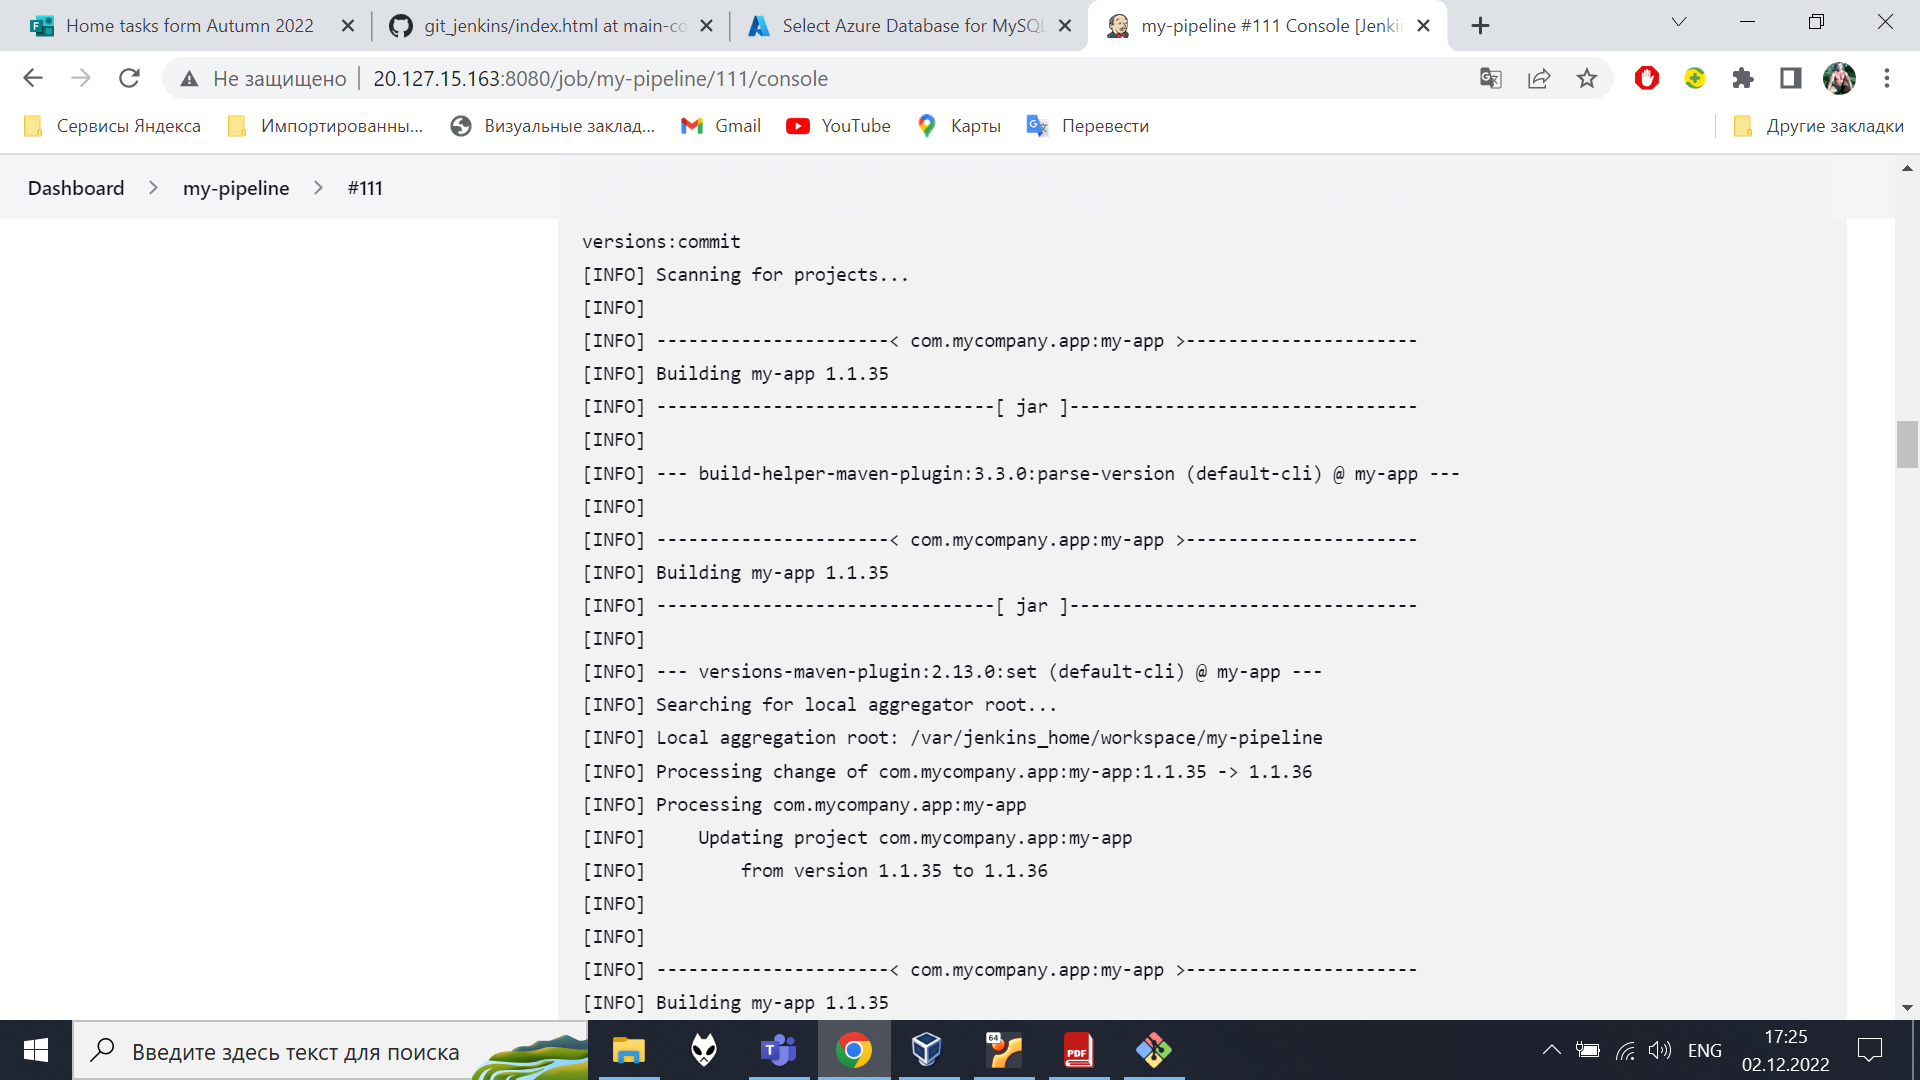 Home tasks form Autumn 2022
git_jenkins/index.html at main-co
Select Azure Database for MySQL
my-pipeline #111 Console [Jenkin
Не защищено
20.127.15.163:8080/job/my-pipeline/111/console
Сервисы Яндекса
Импортированны...
Визуальные заклад...
Gmail
YouTube
Карты
Перевести
Другие закладки
Dashboard
my-pipeline
#111
versions:commit
[INFO] Scanning for projects...
[INFO]
[INFO] ----------------------< com.mycompany.app:my-app >----------------------
[INFO] Building my-app 1.1.35
[INFO] --------------------------------[ jar ]---------------------------------
[INFO]
[INFO] --- build-helper-maven-plugin:3.3.0:parse-version (default-cli) @ my-app ---
[INFO]
[INFO] ----------------------< com.mycompany.app:my-app >----------------------
[INFO] Building my-app 1.1.35
[INFO] --------------------------------[ jar ]---------------------------------
[INFO]
[INFO] --- versions-maven-plugin:2.13.0:set (default-cli) @ my-app ---
[INFO] Searching for local aggregator root...
[INFO] Local aggregation root: /var/jenkins_home/workspace/my-pipeline
[INFO] Processing change of com.mycompany.app:my-app:1.1.35 -> 1.1.36
[INFO] Processing com.mycompany.app:my-app
[INFO]     Updating project com.mycompany.app:my-app
[INFO]         from version 1.1.35 to 1.1.36
[INFO]
[INFO]
[INFO] ----------------------< com.mycompany.app:my-app >----------------------
[INFO] Building my-app 1.1.35
Введите здесь текст для поиска
64
PDF
ENG
17:25
02.12.2022